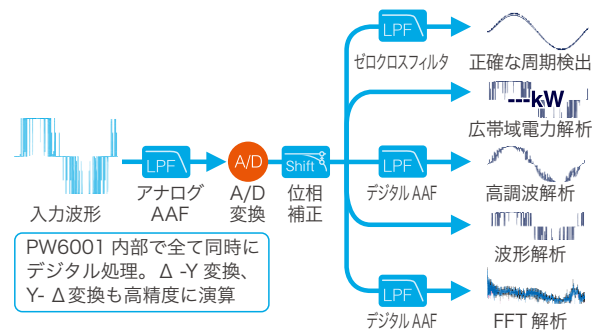 LPF
ゼロクロスフィルタ
正確な周期検出
---kW
広帯域電力解析
入力波形
LPF
アナログ
AAF
A/D
A/D
変換
Shift
位相
補正
LPF
デジタル AAF
高調波解析
波形解析
LPF
デジタル AAF
FFT 解析
PW6001 内部で全て同時に
デジタル処理。Δ -Y 変換、
Y- Δ変換も高精度に演算